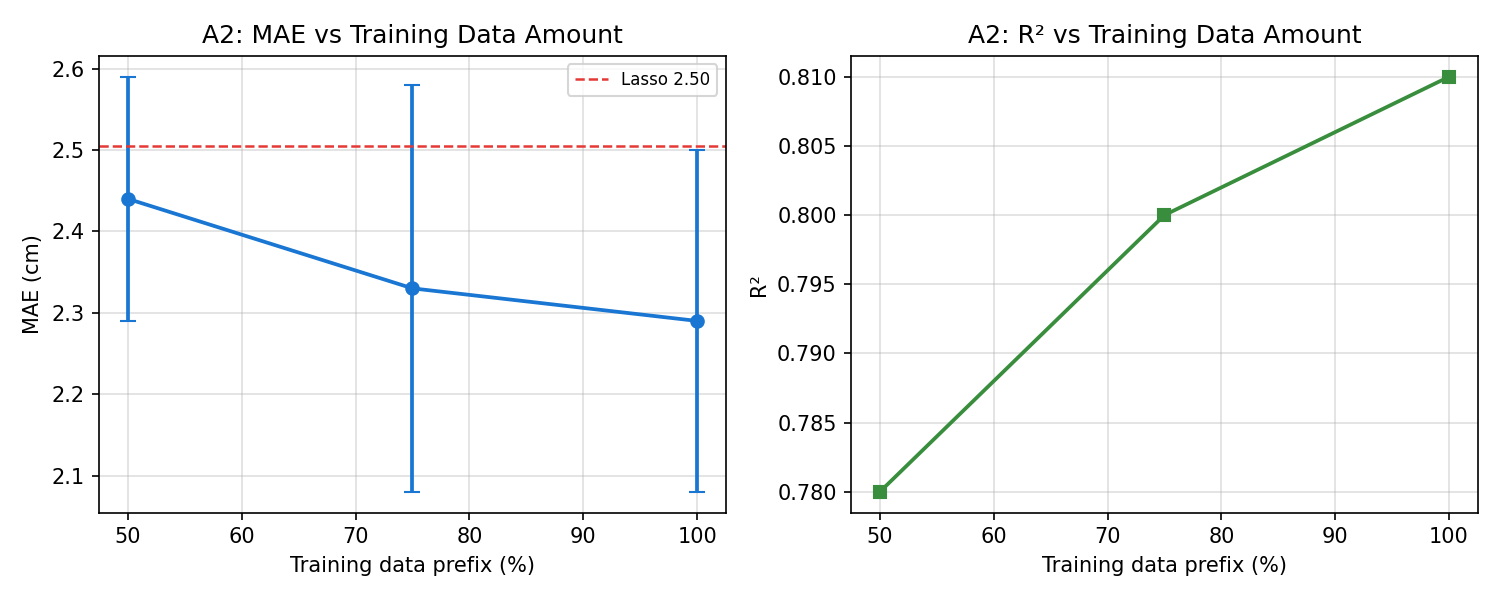 A2: MAE vs Training Data Amount
MAE (cm)
2.6
2.5
2.4
2.3
2.2
2.1
Lasso 2.50
50 60 70 80 90 100
Training data prefix (%)
A2: R² vs Training Data Amount
R²
0.810
0.805
0.800
0.795
0.790
0.785
0.780
50 60 70 80 90 100
Training data prefix (%)